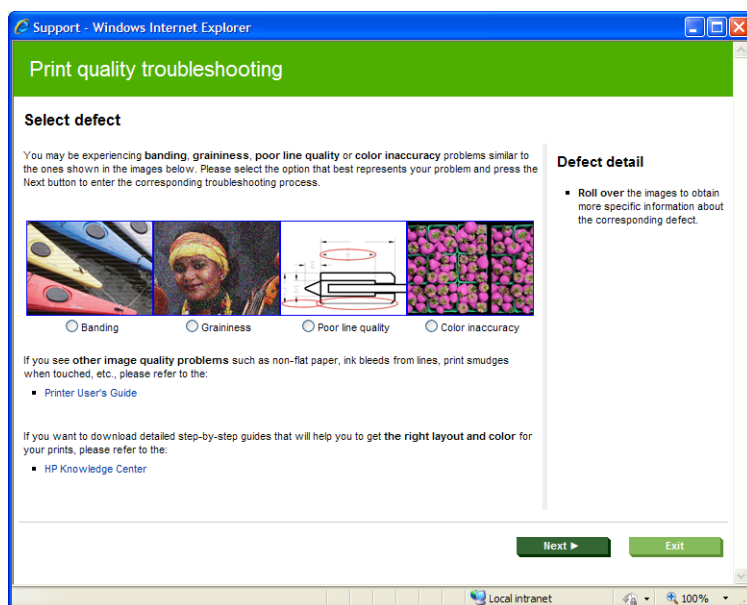 Support - Windows Internet Explorer
Print quality troubleshooting
Select defect
You may be experiencing banding, graininess, poor line quality or color inaccuracy problems similar to
the ones shown in the images below. Please select the option that best represents your problem and press the
Next button to enter the corresponding troubleshooting process.
Banding
Graininess
Poor line quality
Color inaccuracy
If you see other image quality problems such as non-flat paper, ink bleeds from lines, print smudges
when touched, etc., please refer to the:
Printer User's Guide
If you want to download detailed step-by-step guides that will help you to get the right layout and color for
your prints, please refer to the:
HP Knowledge Center
Defect detail
Roll over the images to obtain
more specific information about
the corresponding defect.
Next
Exit
Local intranet
100%